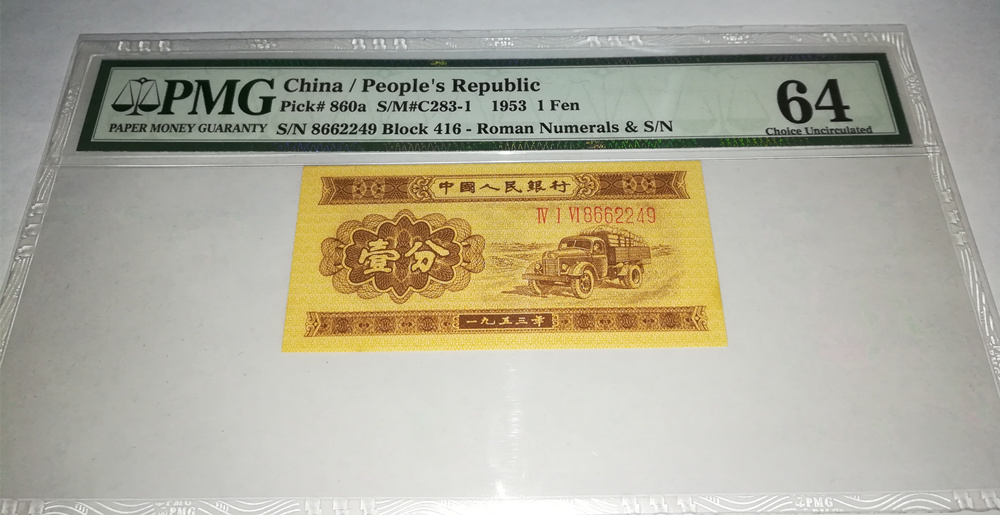 PMG
PAPER MONEY GUARANTY
China / People's Republic
Pick# 860a S/M#C283-1 1953 1 Fen
S/N 8662249 Block 416 - Roman Numerals & S/N
64
Choice Uncirculated
中國人民銀行
Ⅳ Ⅰ Ⅵ 8662249
壹分
一九五三年
PMG
PMG